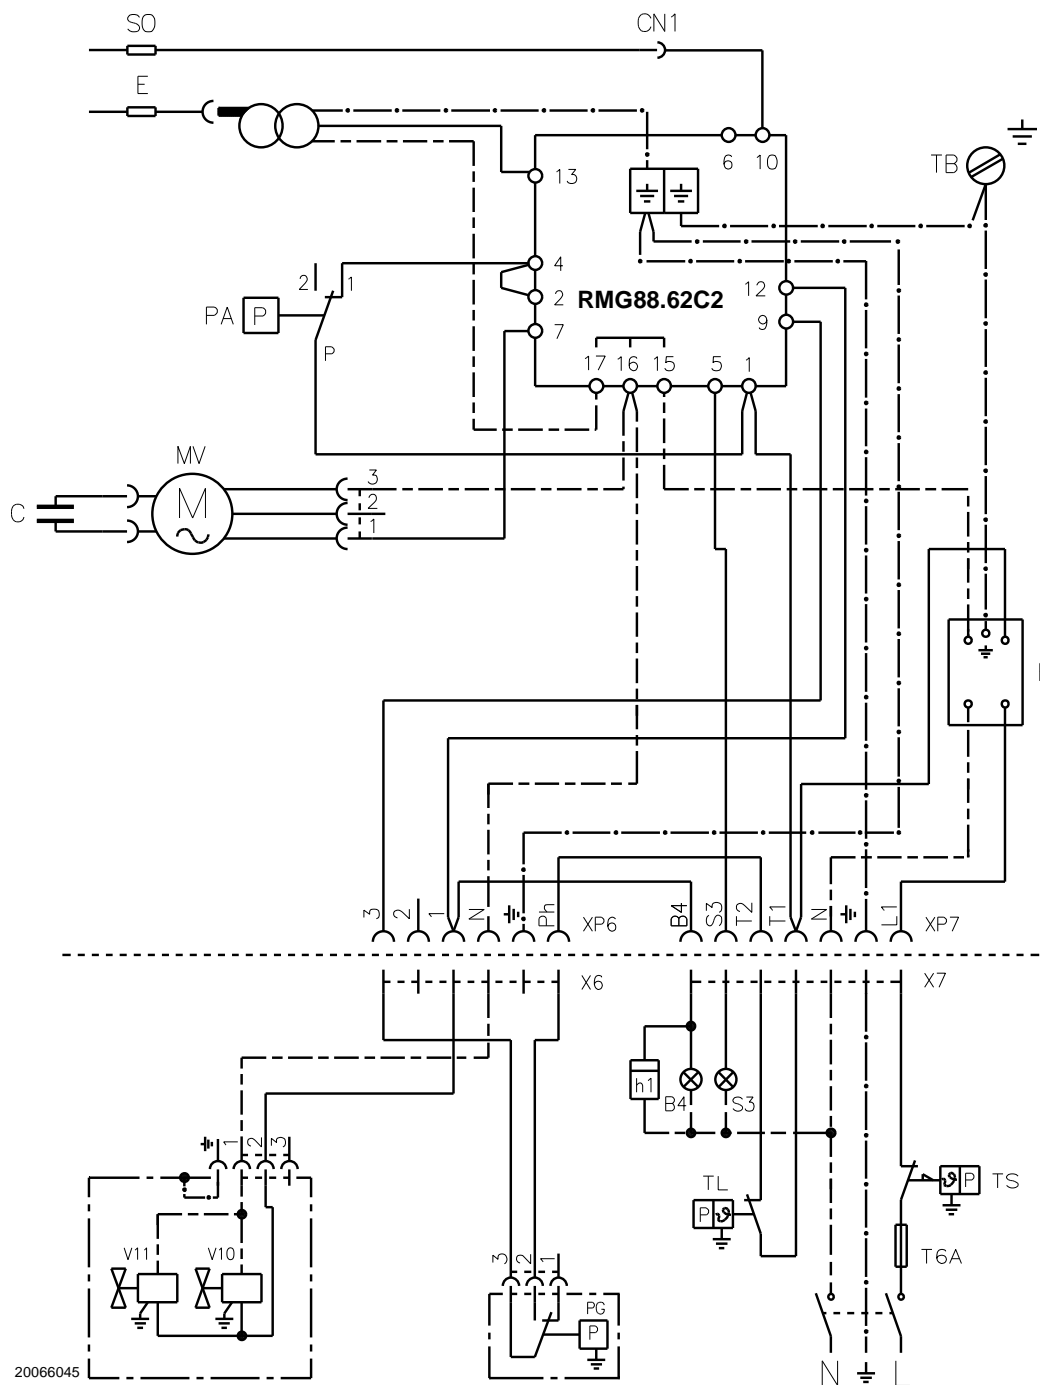 SO CN1
E
6 10
TB
13
4
2 1
2 RMG88.62C2 12
PA P
7 9
P
17 16 15 5 1
MV
3
C M 2
1
3 2 1 N Ph XP6 B4 S3 T2 T1 N L1 XP7
X6 X7
h1
B4 S3
1 2 3
TL P TS
P
V11 V10 3 2 1 T6A
PG
P
20066045 N L